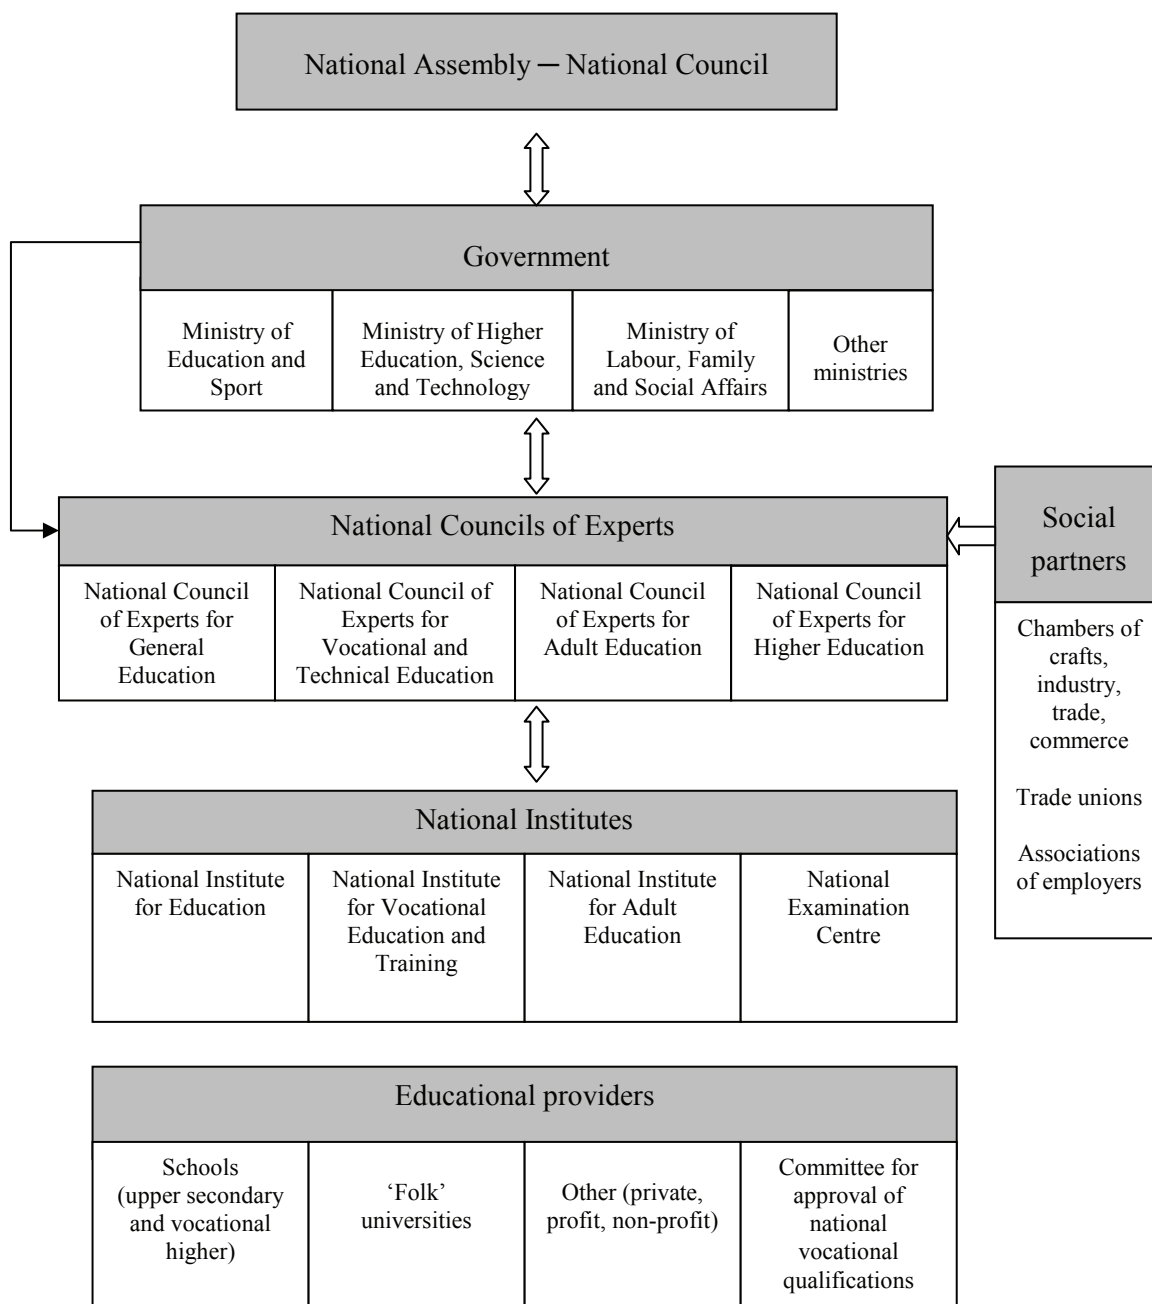 National Assembly ─ National Council
Government
Ministry of
Education and
Sport
Ministry of Higher
Education, Science
and Technology
Ministry of
Labour, Family
and Social Affairs
Other
ministries
National Councils of Experts
National Council
of Experts for
General
Education
National Council of
Experts for
Vocational and
Technical Education
National Council
of Experts for
Adult Education
National Council
of Experts for
Higher Education
Social
partners
Chambers of
crafts,
industry,
trade,
commerce
Trade unions
Associations
of employers
National Institutes
National Institute
for Education
National Institute
for Vocational
Education and
Training
National Institute
for Adult
Education
National
Examination
Centre
Educational providers
Schools
(upper secondary
and vocational
higher)
‘Folk’
universities
Other (private,
profit, non-profit)
Committee for
approval of
national
vocational
qualifications